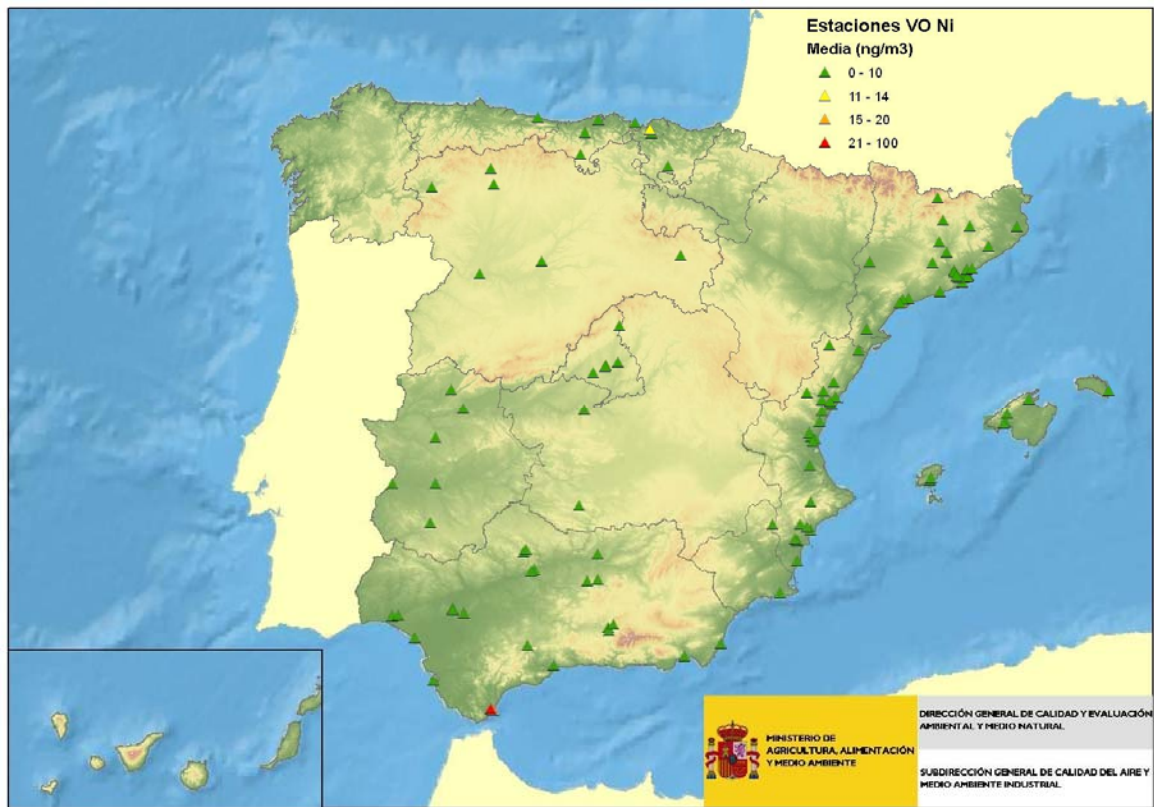 Estaciones VO Ni
Media (ng/m3)
0 - 10
11 - 14
15 - 20
21 - 100
MINISTERIO DE
AGRICULTURA, ALIMENTACIÓN
Y MEDIO AMBIENTE
DIRECCIÓN GENERAL DE CALIDAD Y EVALUACIÓN
AMBIENTAL Y MEDIO NATURAL
SUBDIRECCIÓN GENERAL DE CALIDAD DEL AIRE Y
MEDIO AMBIENTE INDUSTRIAL